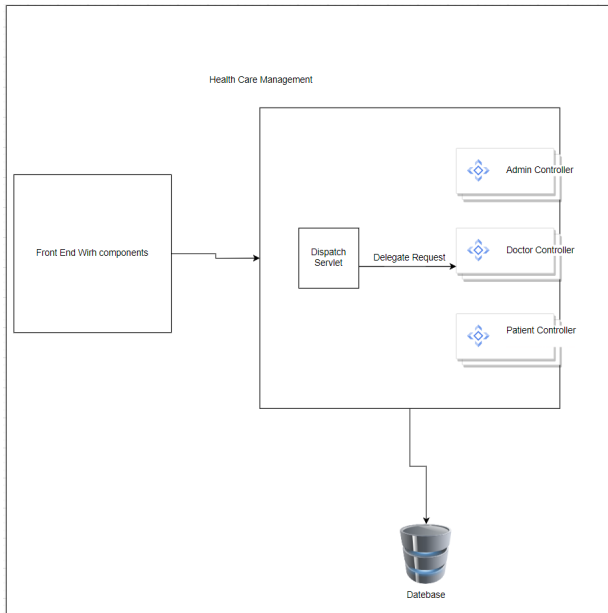 Health Care Management
Admin Controller
Front End Wirh components
Dispatch
Servlet
Delegate Request
Doctor Controller
Patient Controller
Datebase